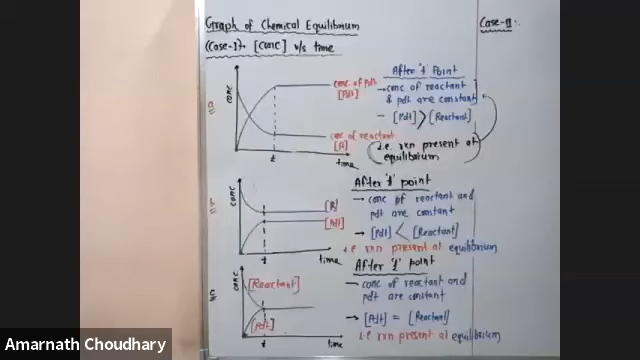 Graph of Chemical Equilibrium
(Case-I)→ [conc] v/s time
Case-II:-
conc
conc of Pdt
[Pdt]
conc of reactant
[R]
t
time
After 't' Point
→ conc of reactant
& pdt are constant
- [Pdt] > [Reactant]
i.e. rxn present at
equilibrium
conc
[R]
[Pdt]
t
time
After 't' point
→ conc of reactant and
pdt are constant
→ [Pdt] < [Reactant]
i.e rxn present at equilibrium
conc
[Reactant]
[Pdt]
t
time
After 't' point
→ conc of reactant and
pdt are constant
→ [Pdt] = [Reactant]
i.e rxn present at equilibrium
Amarnath Choudhary